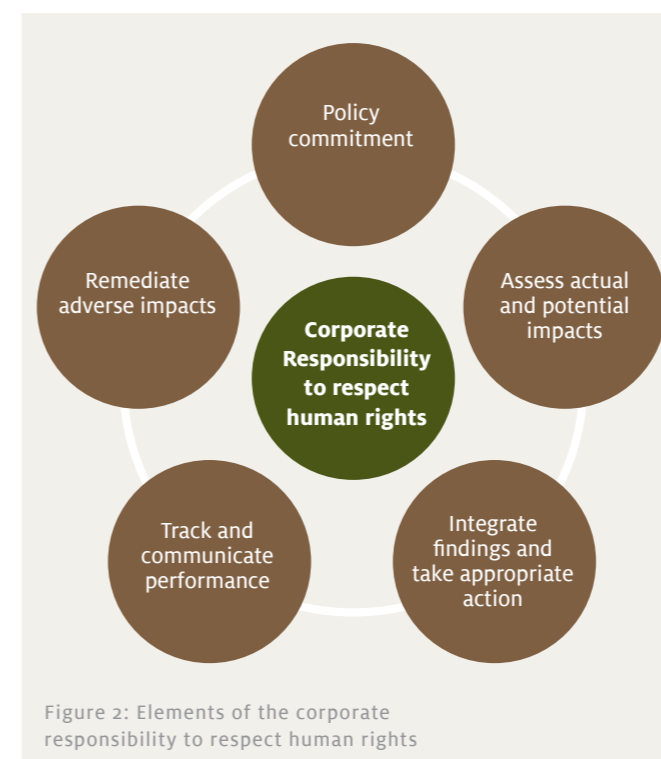 Policy
commitment
Assess actual
and potential
impacts
Integrate
findings and
take appropriate
action
Track and
communicate
performance
Remediate
adverse impacts
Corporate
Responsibility
to respect
human rights
Figure 2: Elements of the corporate
responsibility to respect human rights